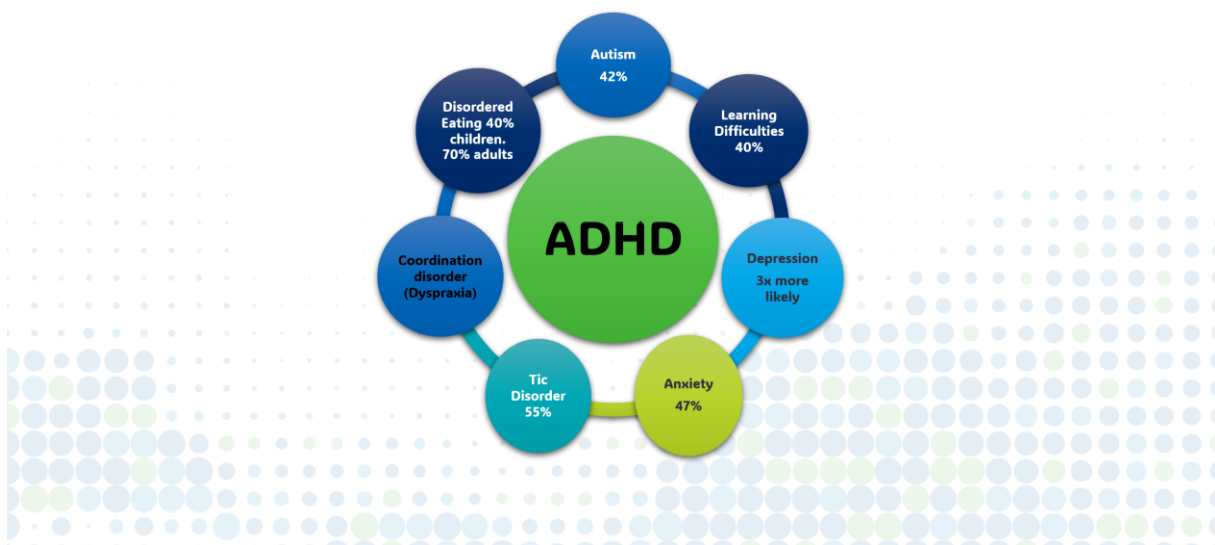 Autism
42%
Learning
Difficulties
40%
Depression
3x more
likely
Anxiety
47%
Tic
Disorder
55%
Coordination
disorder
(Dyspraxia)
Disordered
Eating 40%
children.
70% adults
ADHD